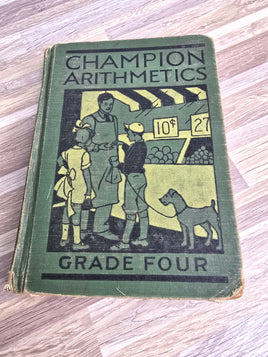 CHAMPION
ARITHMETICS
10¢
27
GRADE FOUR